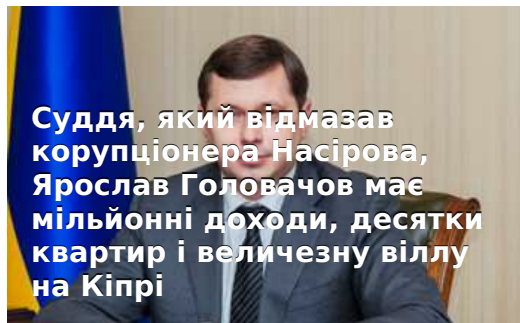 Суддя, який відмазав
корупціонера Насірова,
Ярослав Головачов має
мільйонні доходи, десятки
квартир і величезну віллу
на Кіпрі